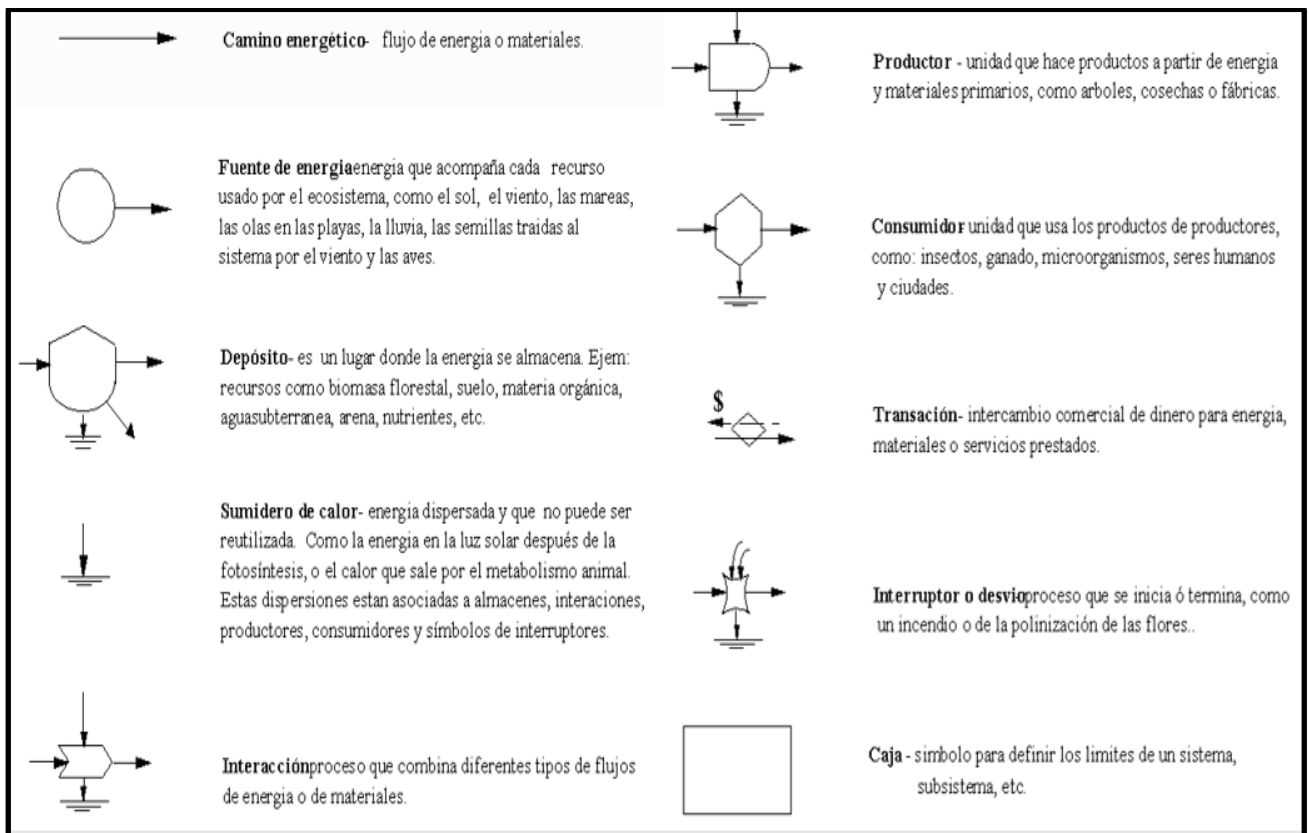 Camino energético- flujo de energia o materiales.
Fuente de energiaenergia que acompaña cada recurso
usado por el ecosistema, como el sol, el viento, las mareas,
las olas en las playas, la lluvia, las semillas traidas al
sistema por el viento y las aves.
Depósito- es un lugar donde la energia se almacena. Ejem:
recursos como biomasa florestal, suelo, materia orgánica,
aguasubterranea, arena, nutrientes, etc.
Sumidero de calor- energia dispersada y que no puede ser
reutilizada. Como la energia en la luz solar después de la
fotosíntesis, o el calor que sale por el metabolismo animal.
Estas dispersiones estan asociadas a almacenes, interaciones,
productores, consumidores y símbolos de interruptores.
Interacciónproceso que combina diferentes tipos de flujos
de energia o de materiales.
Productor - unidad que hace productos a partir de energia
y materiales primarios, como arboles, cosechas o fábricas.
Consumidor unidad que usa los productos de productores,
como: insectos, ganado, microorganismos, seres humanos
y ciudades.
$
Transación- intercambio comercial de dinero para energia,
materiales o servicios prestados.
Interruptor o desvioproceso que se inicia ó termina, como
un incendio o de la polinización de las flores..
Caja - simbolo para definir los limites de un sistema,
subsistema, etc.